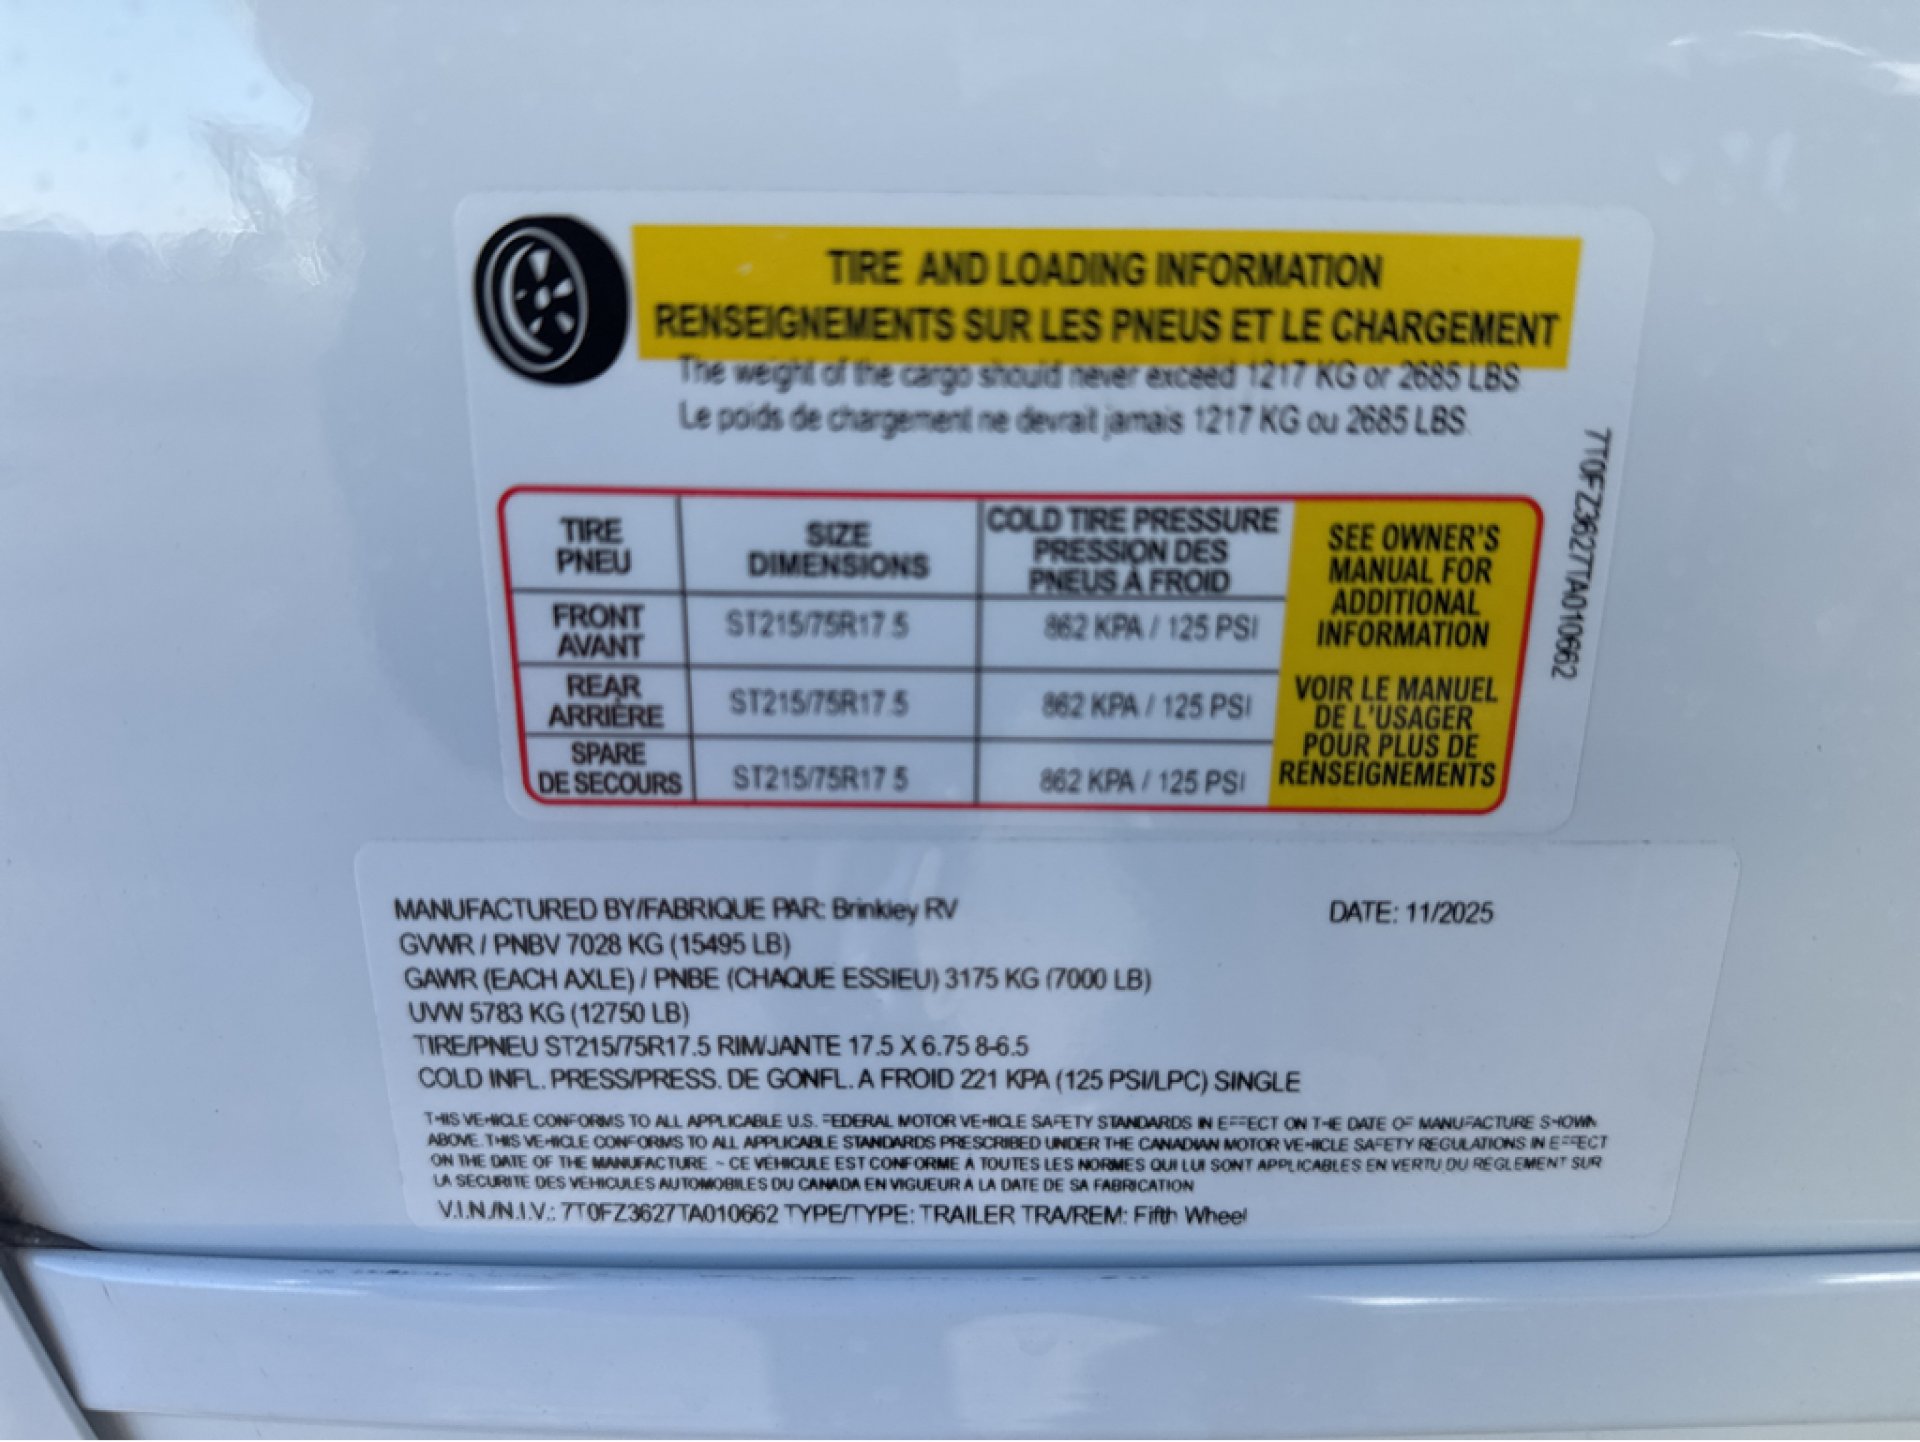 TIRE AND LOADING INFORMATION
RENSEIGNEMENTS SUR LES PNEUS ET LE CHARGEMENT
The weight of the cargo should never exceed 1217 KG or 2685 LBS
Le poids de chargement ne devrait jamais 1217 KG ou 2685 LBS.
TIRE
PNEU
SIZE
DIMENSIONS
COLD TIRE PRESSURE
PRESSION DES
PNEUS À FROID
FRONT
AVANT
ST215/75R17.5
862 KPA / 125 PSI
REAR
ARRIÈRE
ST215/75R17.5
862 KPA / 125 PSI
SPARE
DE SECOURS
ST215/75R17.5
862 KPA / 125 PSI
SEE OWNER'S
MANUAL FOR
ADDITIONAL
INFORMATION
VOIR LE MANUEL
DE L'USAGER
POUR PLUS DE
RENSEIGNEMENTS
7T0FZ3627TA010662
MANUFACTURED BY/FABRIQUE PAR: Brinkley RV
DATE: 11/2025
GVWR / PNBV 7028 KG (15495 LB)
GAWR (EACH AXLE) / PNBE (CHAQUE ESSIEU) 3175 KG (7000 LB)
UVW 5783 KG (12750 LB)
TIRE/PNEU ST215/75R17.5 RIM/JANTE 17.5 X 6.75 8-6.5
COLD INFL. PRESS/PRESS. DE GONFL. A FROID 221 KPA (125 PSI/LPC) SINGLE
THIS VEHICLE CONFORMS TO ALL APPLICABLE U.S. FEDERAL MOTOR VEHICLE SAFETY STANDARDS IN EFFECT ON THE DATE OF MANUFACTURE SHOWN
ABOVE. THIS VEHICLE CONFORMS TO ALL APPLICABLE STANDARDS PRESCRIBED UNDER THE CANADIAN MOTOR VEHICLE SAFETY REGULATIONS IN EFFECT
ON THE DATE OF THE MANUFACTURE. ~ CE VEHICULE EST CONFORME A TOUTES LES NORMES QUI LUI SONT APPLICABLES EN VERTU DU REGLEMENT SUR
LA SECURITE DES VEHICULES AUTOMOBILES DU CANADA EN VIGUEUR A LA DATE DE SA FABRICATION
V.I.N./N.I.V.: 7T0FZ3627TA010662 TYPE/TYPE: TRAILER TRA/REM: Fifth Wheel